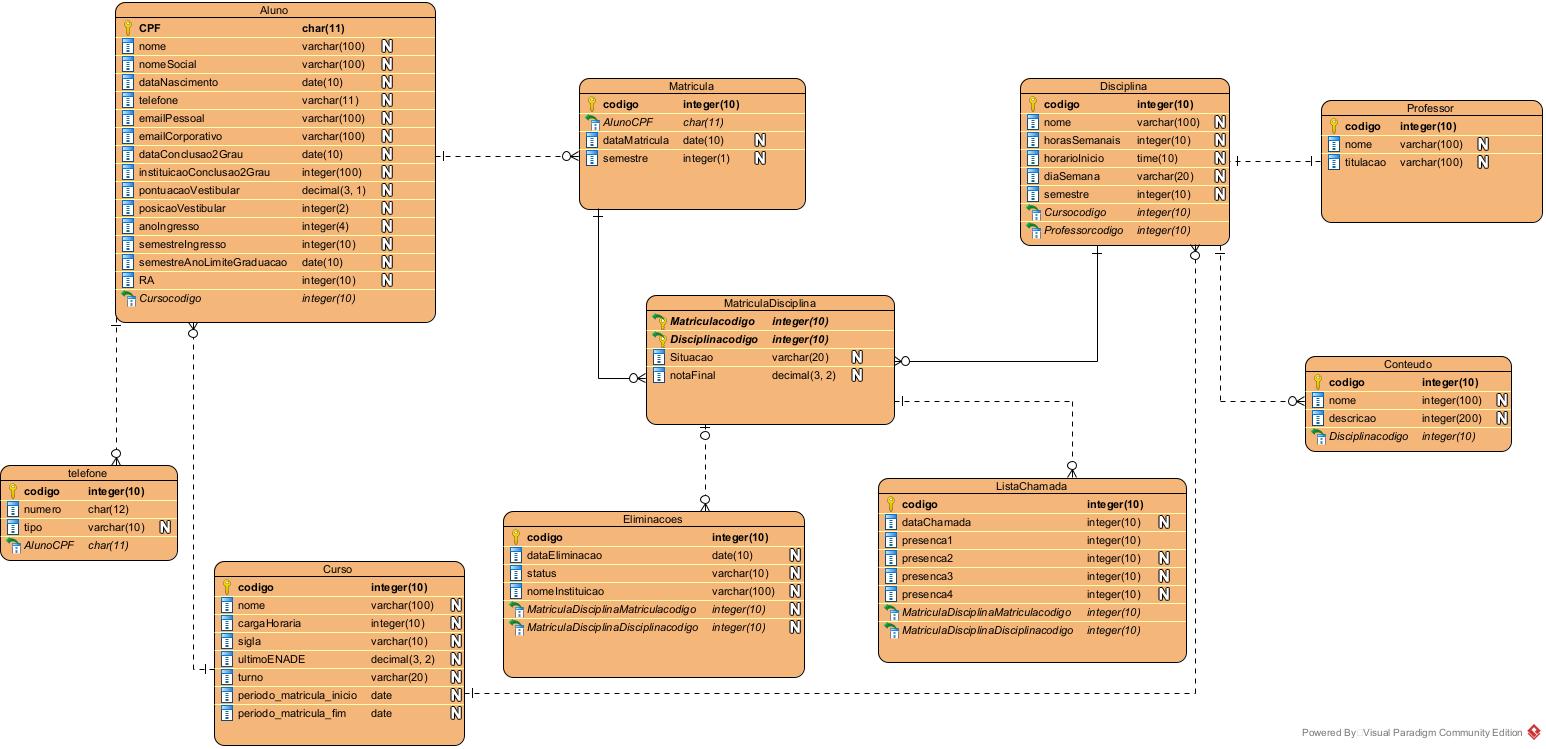 Aluno
CPF char(11)
nome varchar(100) N
nomeSocial varchar(100) N
dataNascimento date(10) N
telefone varchar(11) N
emailPessoal varchar(100) N
emailCorporativo varchar(100) N
dataConclusao2Grau date(10) N
instituicaoConclusao2Grau integer(100) N
pontuacaoVestibular decimal(3, 1) N
posicaoVestibular integer(2) N
anoIngresso integer(4) N
semestreIngresso integer(10) N
semestreAnoLimiteGraduacao date(10) N
RA integer(10) N
Cursocodigo integer(10)
Matricula
codigo integer(10)
AlunoCPF char(11)
dataMatricula date(10) N
semestre integer(1) N
Disciplina
codigo integer(10)
nome varchar(100) N
horasSemanais integer(10) N
horarioInicio time(10) N
diaSemana varchar(20) N
semestre integer(10) N
Cursocodigo integer(10)
Professorcodigo integer(10)
Professor
codigo integer(10)
nome varchar(100) N
titulacao varchar(100) N
MatriculaDisciplina
Matriculacodigo integer(10)
Disciplinacodigo integer(10)
Situacao varchar(20) N
notaFinal decimal(3, 2) N
Conteudo
codigo integer(10)
nome integer(100) N
descricao integer(200) N
Disciplinacodigo integer(10)
telefone
codigo integer(10)
numero char(12)
tipo varchar(10) N
AlunoCPF char(11)
Eliminacoes
codigo integer(10)
dataEliminacao date(10) N
status varchar(10) N
nomeInstituicao varchar(100) N
MatriculaDisciplinaMatriculacodigo integer(10) N
MatriculaDisciplinaDisciplinacodigo integer(10) N
ListaChamada
codigo integer(10)
dataChamada integer(10) N
presenca1 integer(10)
presenca2 integer(10) N
presenca3 integer(10) N
presenca4 integer(10) N
MatriculaDisciplinaMatriculacodigo integer(10)
MatriculaDisciplinaDisciplinacodigo integer(10)
Curso
codigo integer(10)
nome varchar(100) N
cargaHoraria integer(10) N
sigla varchar(10) N
ultimoENADE decimal(3, 2) N
turno varchar(20) N
periodo_matricula_inicio date N
periodo_matricula_fim date N
Powered By Visual Paradigm Community Edition